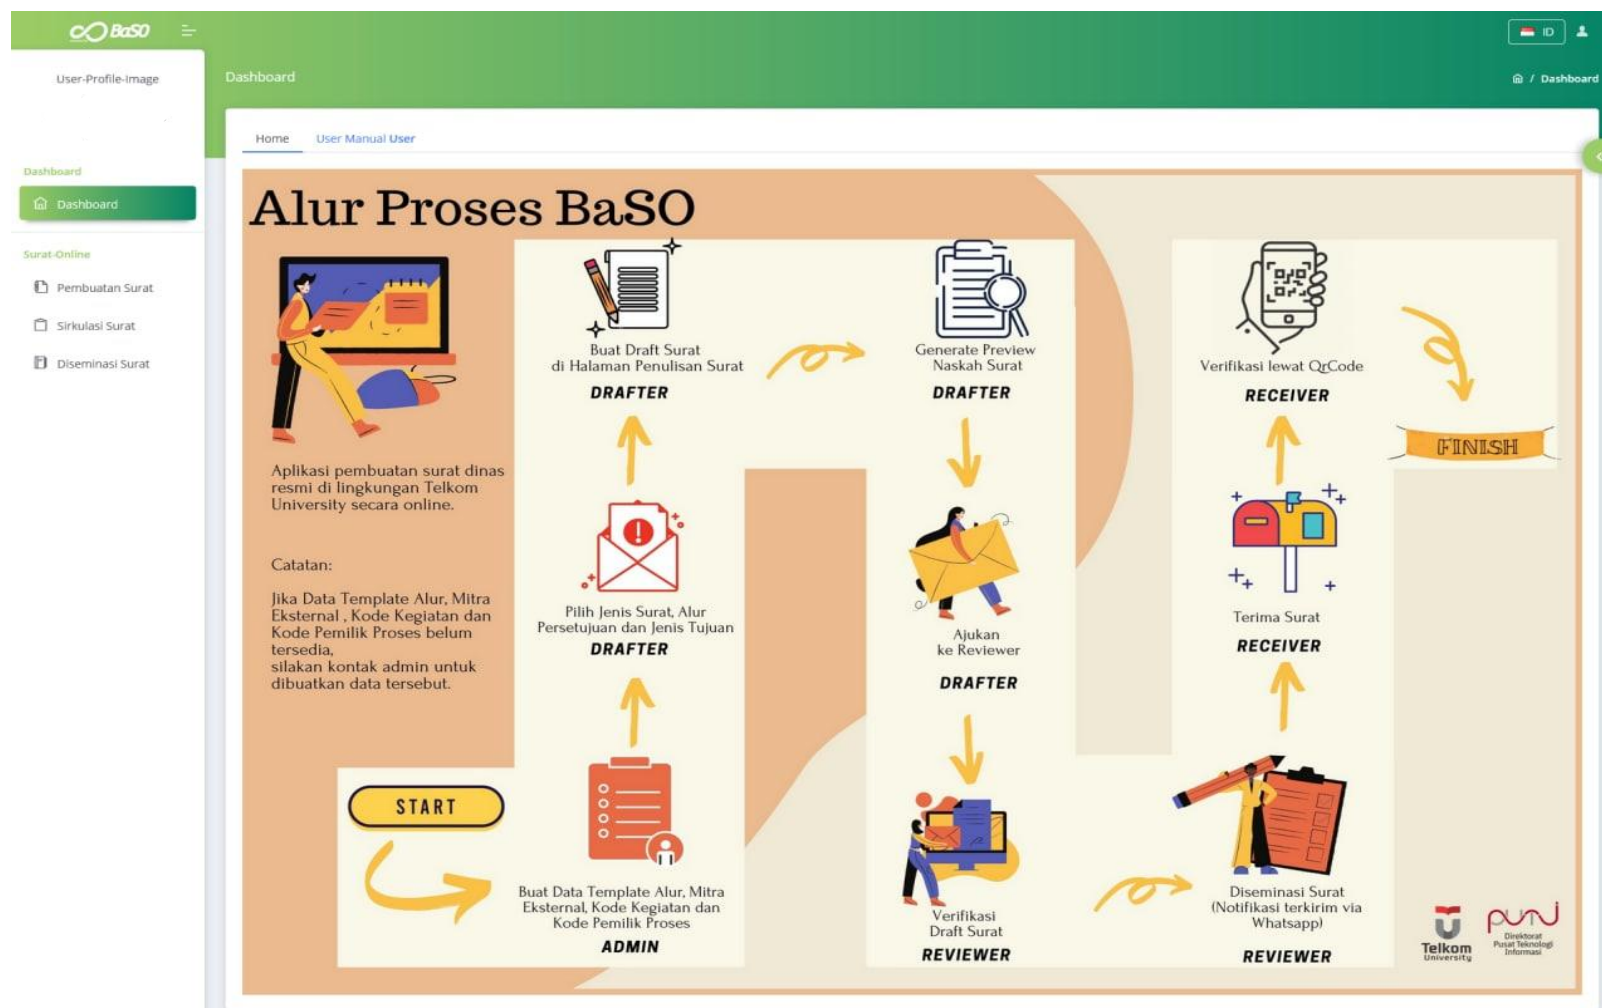 BaSO
ID
User-Profile-Image
Dashboard
Dashboard
/ Dashboard
Home
User Manual User
Dashboard
Surat-Online
Pembuatan Surat
Sirkulasi Surat
Diseminasi Surat
Alur Proses BaSO
Aplikasi pembuatan surat dinas
resmi di lingkungan Telkom
University secara online.
Catatan:
Jika Data Template Alur, Mitra
Eksternal , Kode Kegiatan dan
Kode Pemilik Proses belum
tersedia,
silakan kontak admin untuk
dibuatkan data tersebut.
START
Buat Data Template Alur, Mitra
Eksternal, Kode Kegiatan dan
Kode Pemilik Proses
ADMIN
Pilih Jenis Surat, Alur
Persetujuan dan Jenis Tujuan
DRAFTER
Buat Draft Surat
di Halaman Penulisan Surat
DRAFTER
Generate Preview
Naskah Surat
DRAFTER
Ajukan
ke Reviewer
DRAFTER
Verifikasi
Draft Surat
REVIEWER
Diseminasi Surat
(Notifikasi terkirim via
Whatsapp)
REVIEWER
Terima Surat
RECEIVER
Verifikasi lewat QrCode
RECEIVER
FINISH
Telkom
University
puti
Direktorat
Pusat Teknologi
Informasi